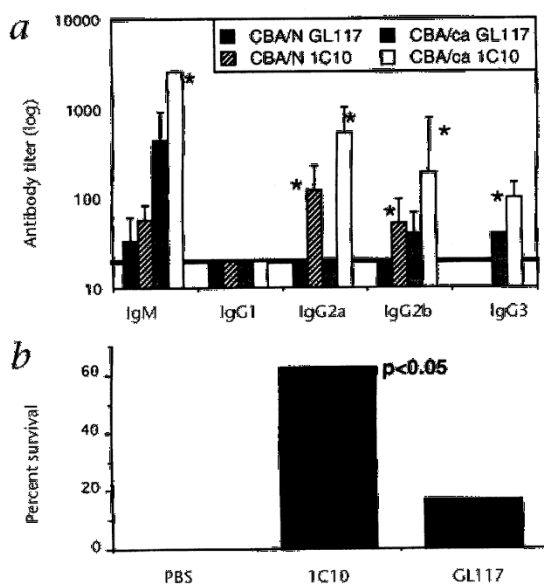 a
10000
CBA/N GL117 CBA/ca GL117
CBA/N 1C10 CBA/ca 1C10
*
1000
*
*
Antibody titer (log)
*
100
*
*
10
IgM IgG1 IgG2a IgG2b IgG3
b
60
p<0.05
40
Percent survival
20
0
PBS 1C10 GL117